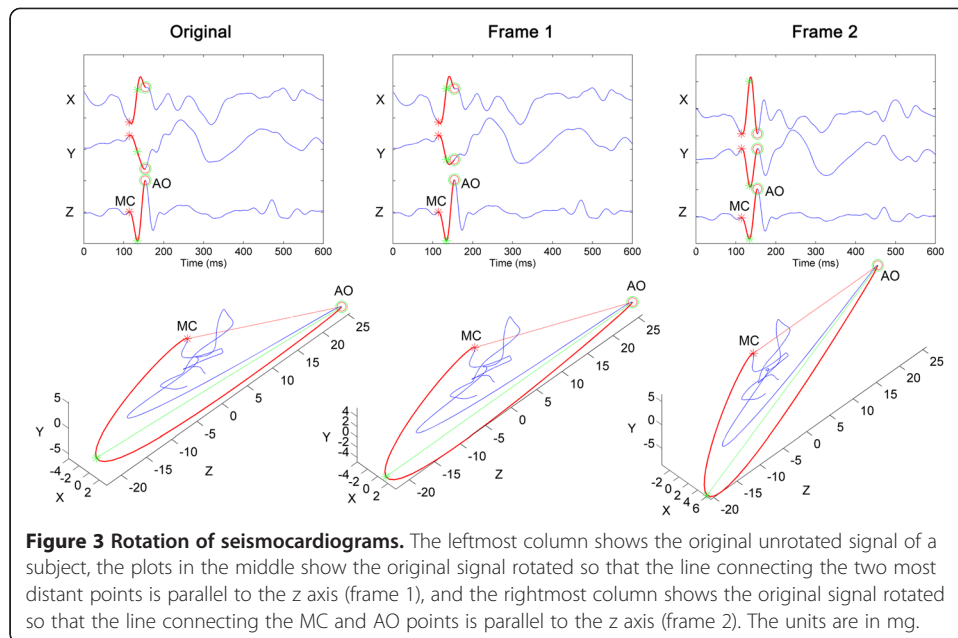 Original
Frame 1
Frame 2
X
Y
Z
MC
AO
0 100 200 300 400 500 600
Time (ms)
X
Y
Z
MC
AO
0 100 200 300 400 500 600
Time (ms)
X
Y
Z
MC
AO
0 100 200 300 400 500 600
Time (ms)
MC
AO
25
20
15
10
5
0
-5
-10
-15
-20
Z
5
0
-5
Y
-4
-2
0
2
X
MC
AO
25
20
15
10
5
0
-5
-10
-15
-20
Z
4
2
0
-2
-4
Y
-4
-2
0
2
X
MC
AO
25
20
15
10
5
0
-5
-10
-15
-20
Z
5
0
-5
Y
-2
0
2
4
6
X
Figure 3 Rotation of seismocardiograms. The leftmost column shows the original unrotated signal of a
subject, the plots in the middle show the original signal rotated so that the line connecting the two most
distant points is parallel to the z axis (frame 1), and the rightmost column shows the original signal rotated
so that the line connecting the MC and AO points is parallel to the z axis (frame 2). The units are in mg.